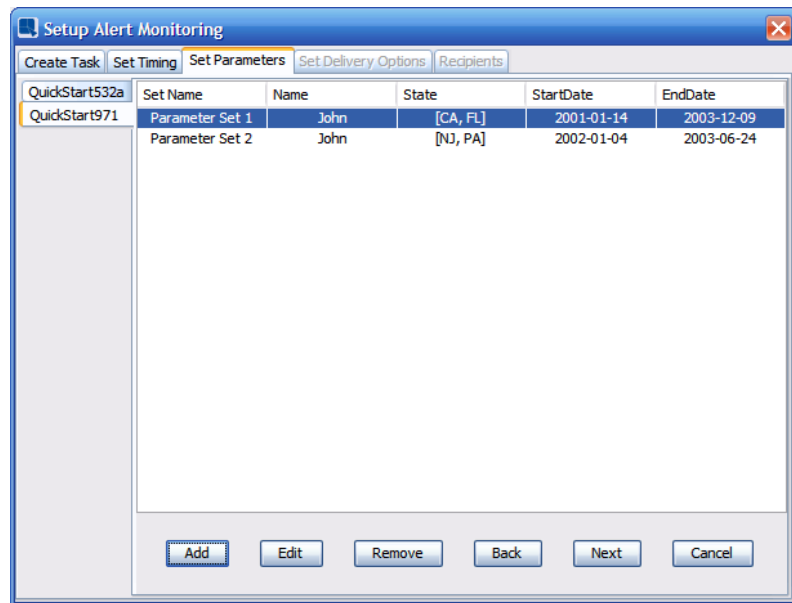 Setup Alert Monitoring
Create Task Set Timing Set Parameters Set Delivery Options Recipients
QuickStart532a
QuickStart971
Set Name Name State StartDate EndDate
Parameter Set 1 John [CA, FL] 2001-01-14 2003-12-09
Parameter Set 2 John [NJ, PA] 2002-01-04 2003-06-24
Add Edit Remove Back Next Cancel